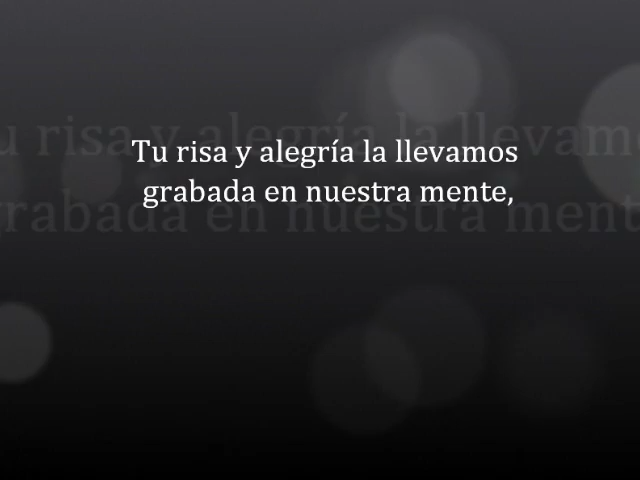 Tu risa y alegría la llevamos
grabada en nuestra mente,